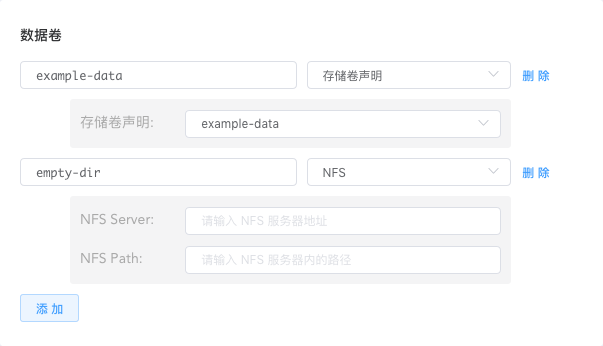 数据卷
example-data 存储卷声明 删 除
存储卷声明: example-data
empty-dir NFS 删 除
NFS Server: 请输入 NFS 服务器地址
NFS Path: 请输入 NFS 服务器内的路径
添 加